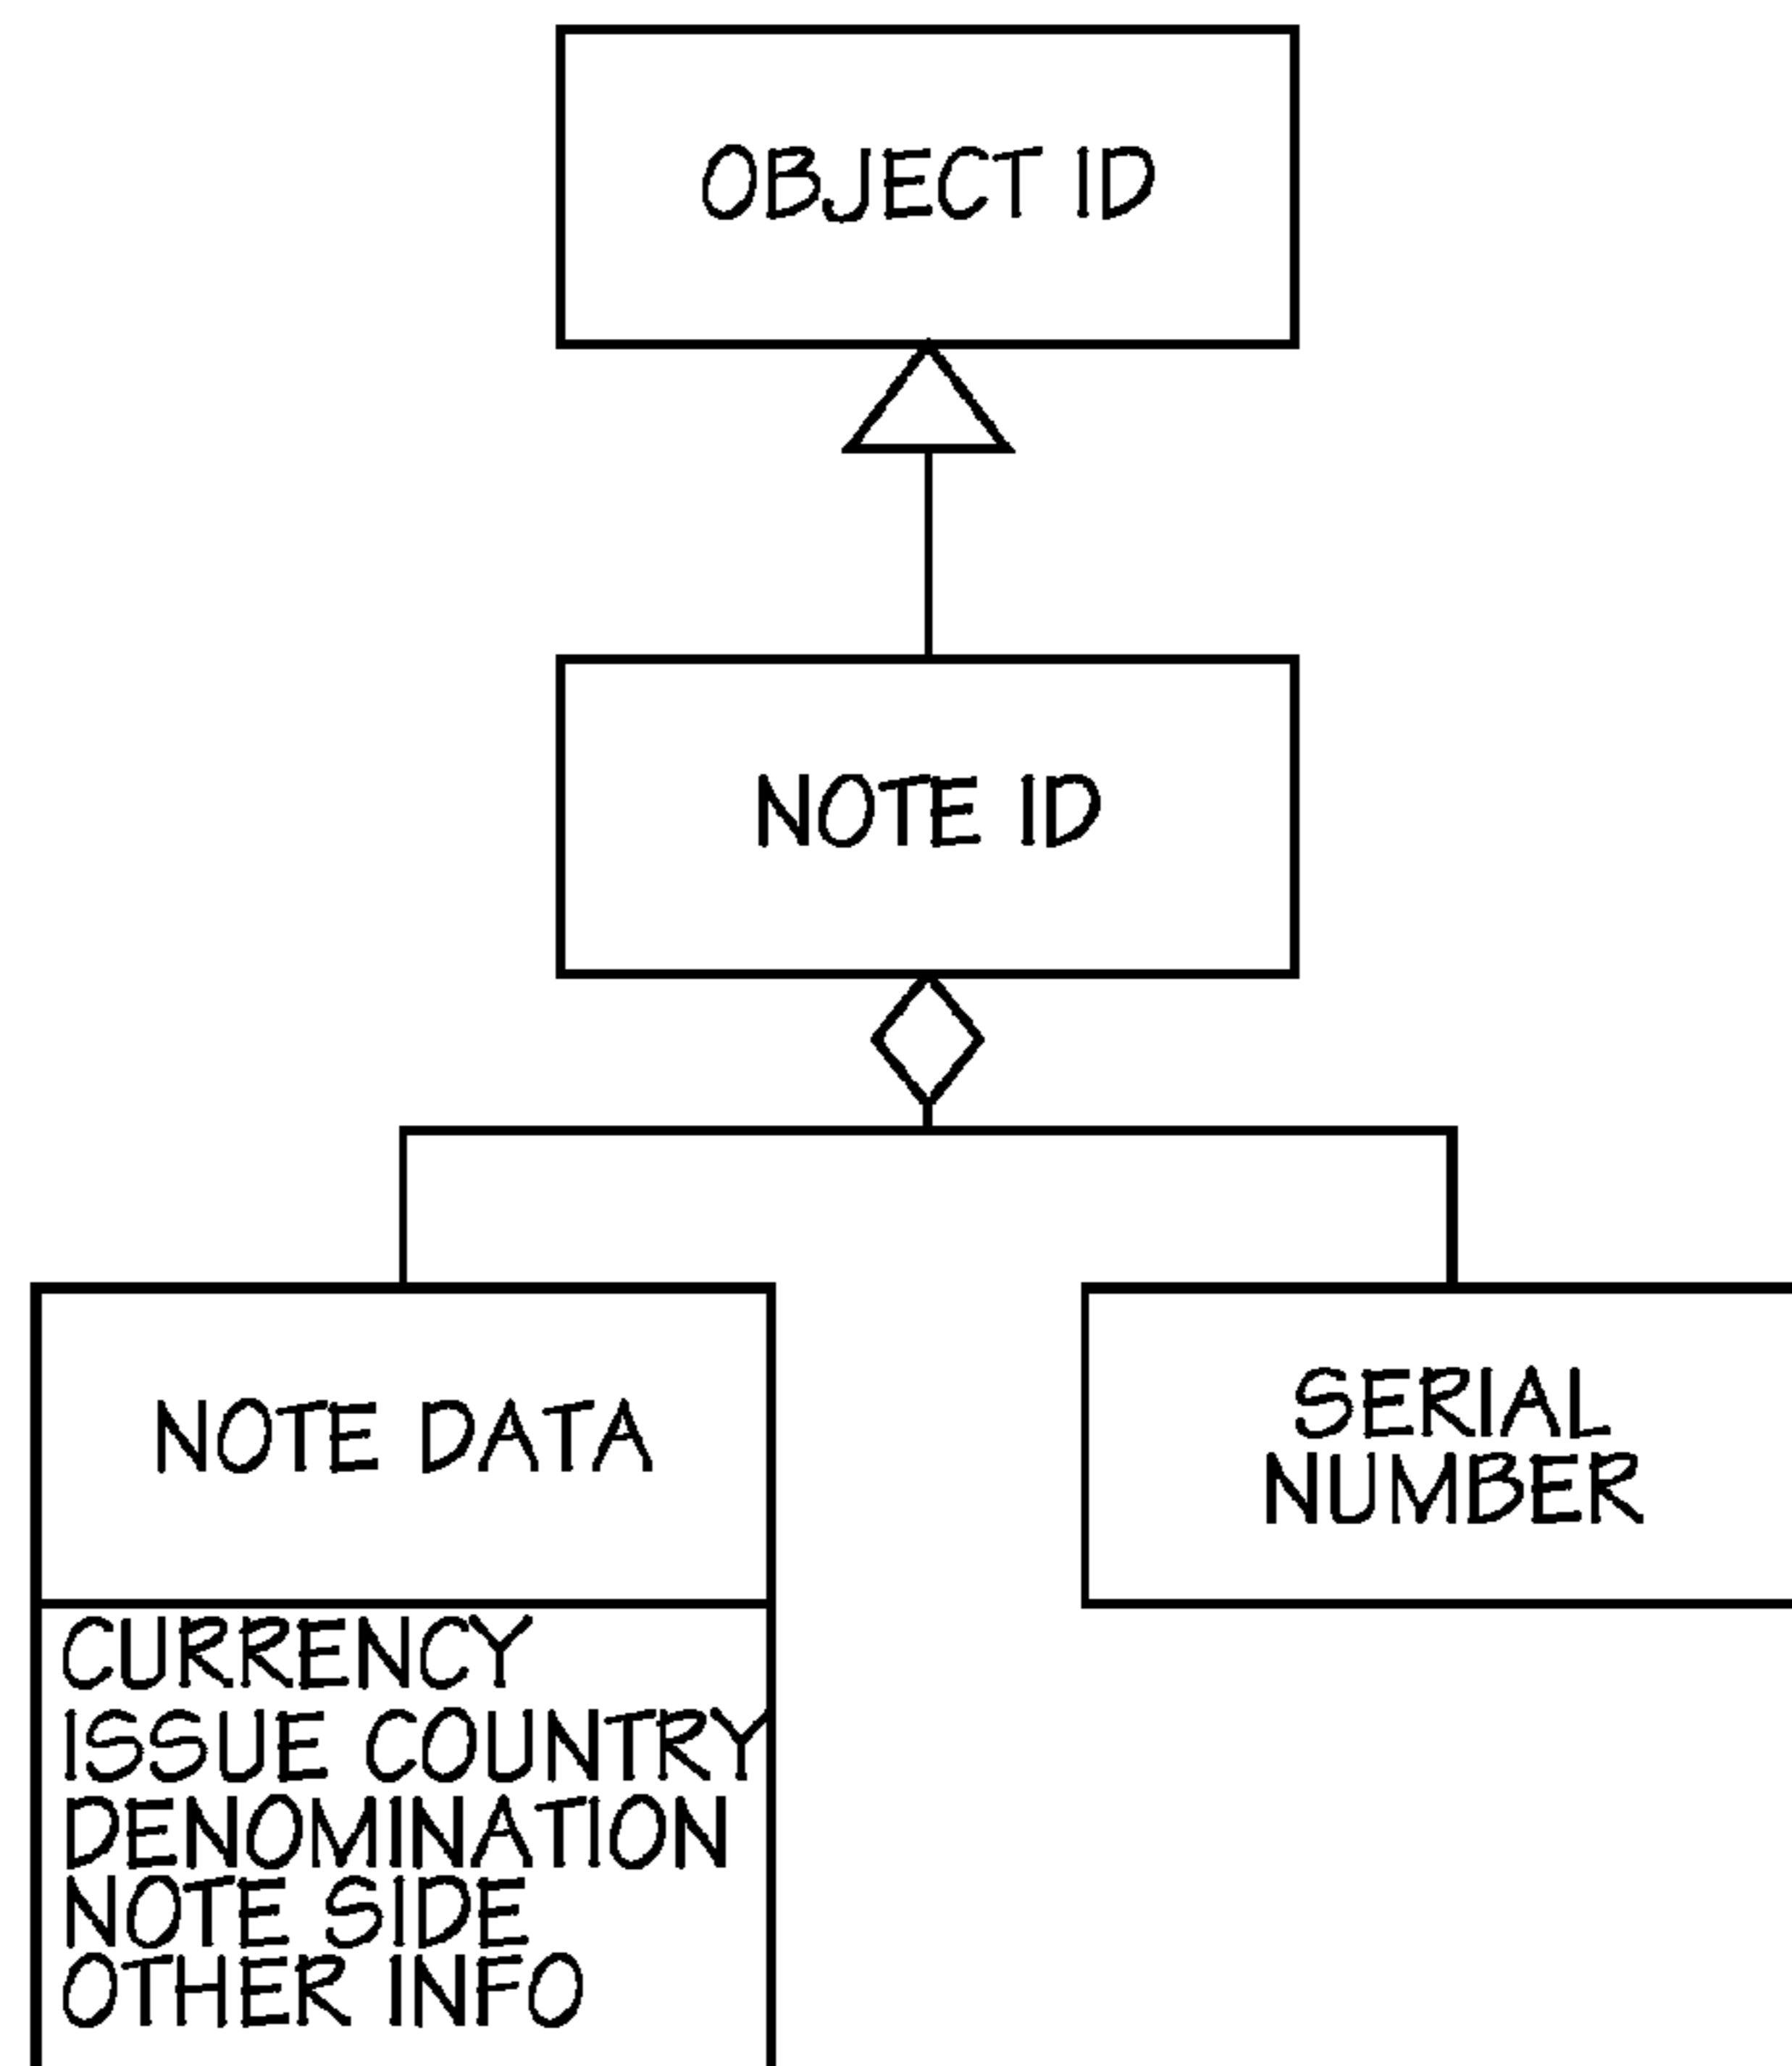 OBJECT ID
NOTE ID
NOTE DATA
SERIAL
NUMBER
CURRENCY
ISSUE COUNTRY
DENOMINATION
NOTE SIDE
OTHER INFO